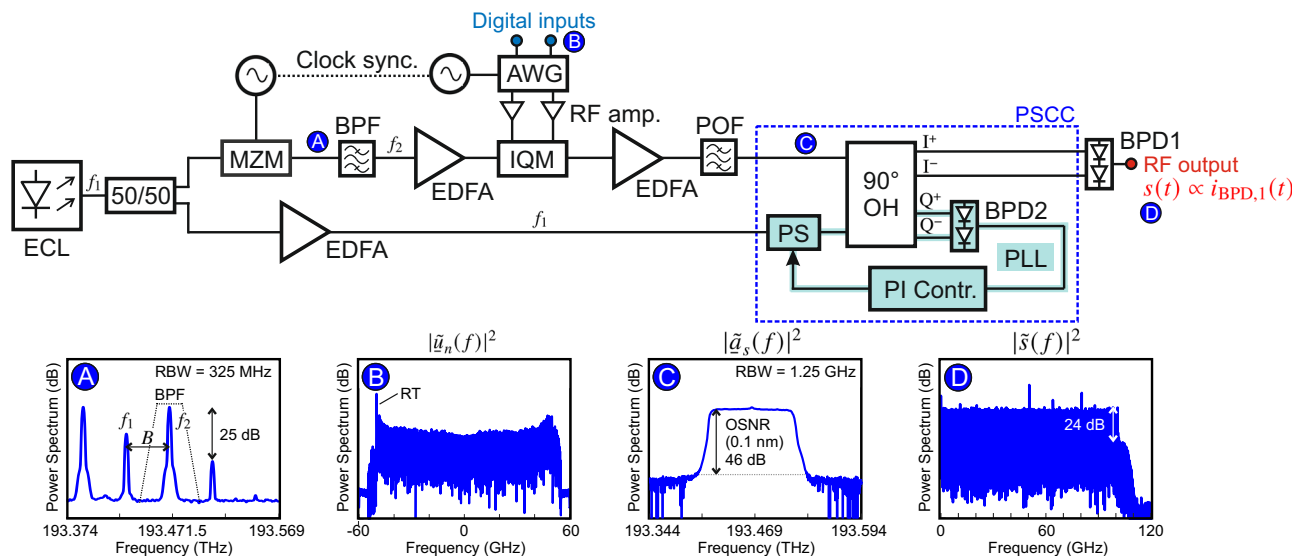 Digital inputs
B
Clock sync.
AWG
RF amp.
PSCC
A
BPF
f₂
POF
C
I⁺
I⁻
BPD1
MZM
EDFA
IQM
EDFA
90°
OH
RF output
s(t) ∝ i_BPD,1(t)
D
f₁
50/50
Q⁺
Q⁻
BPD2
ECL
EDFA
f₁
PS
PLL
PI Contr.
A
RBW = 325 MHz
BPF
f₁
f₂
B
25 dB
Power Spectrum (dB)
193.374
193.471.5
193.569
Frequency (THz)
|ũ_n(f)|²
B
RT
Power Spectrum (dB)
-60
0
60
Frequency (GHz)
|ã_s(f)|²
C
RBW = 1.25 GHz
OSNR
(0.1 nm)
46 dB
Power Spectrum (dB)
193.344
193.469
193.594
Frequency (THz)
|s̃(f)|²
D
24 dB
Power Spectrum (dB)
0
60
120
Frequency (GHz)